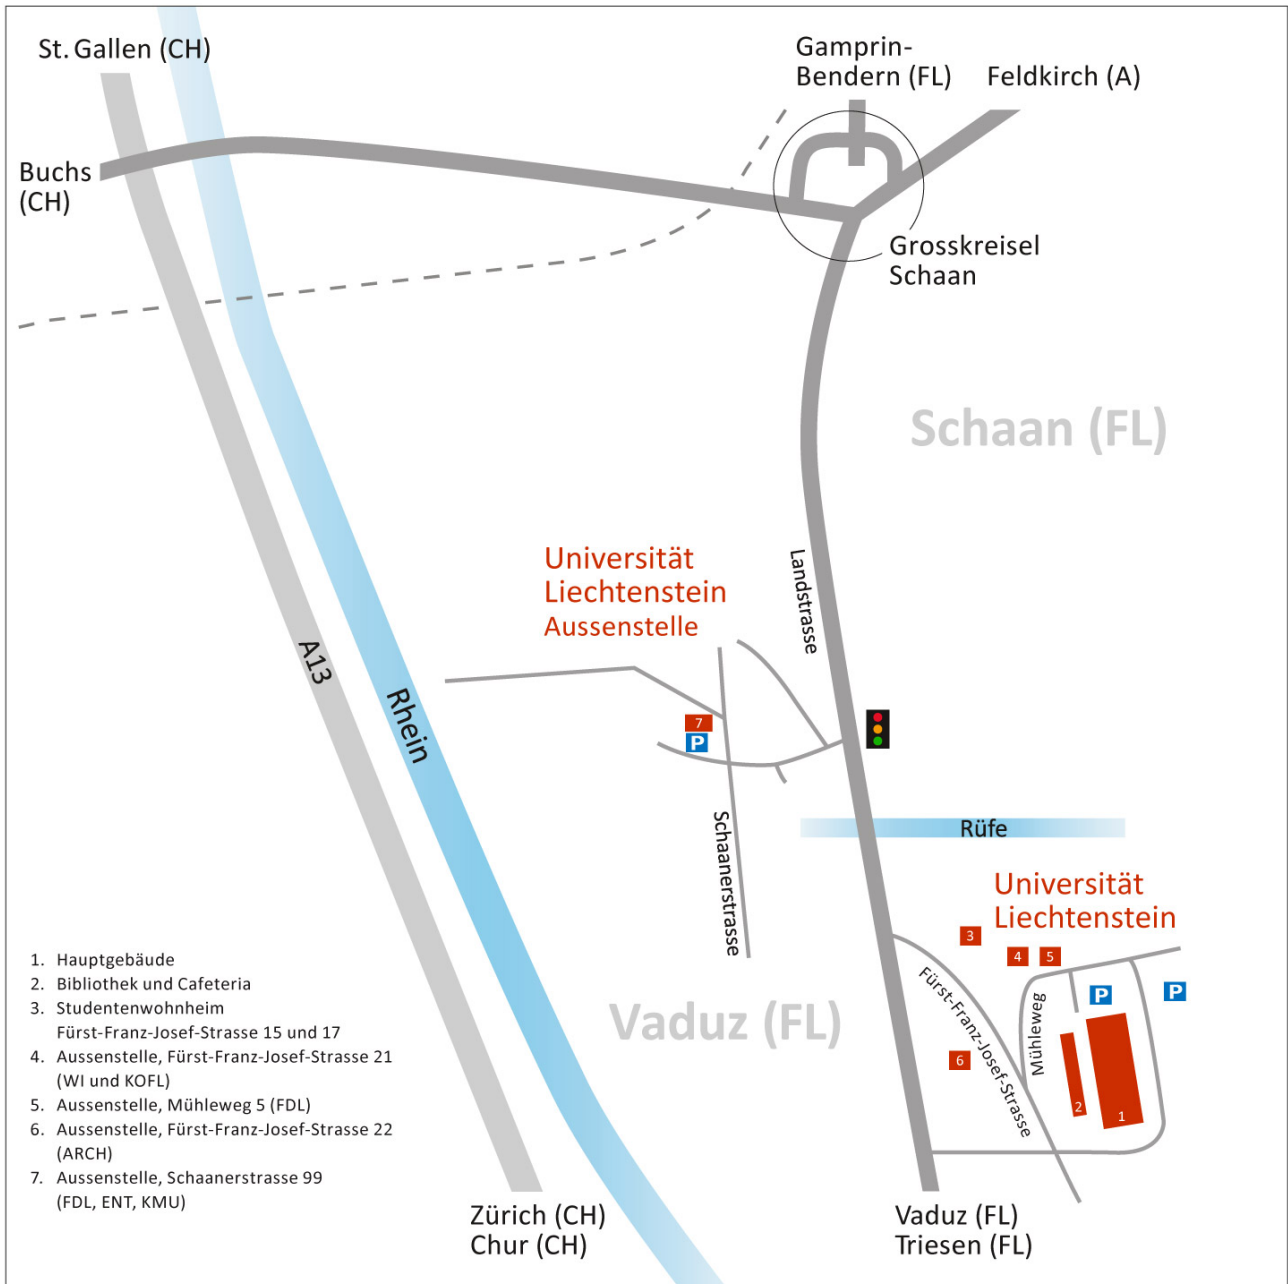 St. Gallen (CH)
Gamprin-
Bendern (FL)
Feldkirch (A)
Buchs
(CH)
Grosskreisel
Schaan
Schaan (FL)
Universität
Liechtenstein
Aussenstelle
Landstrasse
A13
Rhein
7
P
Schaanerstrasse
Rüfe
Universität
Liechtenstein
3
4
5
P
P
Fürst-Franz-Josef-Strasse
Mühleweg
6
2
1
Vaduz (FL)
1. Hauptgebäude
2. Bibliothek und Cafeteria
3. Studentenwohnheim
Fürst-Franz-Josef-Strasse 15 und 17
4. Aussenstelle, Fürst-Franz-Josef-Strasse 21
(WI und KOFL)
5. Aussenstelle, Mühleweg 5 (FDL)
6. Aussenstelle, Fürst-Franz-Josef-Strasse 22
(ARCH)
7. Aussenstelle, Schaanerstrasse 99
(FDL, ENT, KMU)
Zürich (CH)
Chur (CH)
Vaduz (FL)
Triesen (FL)